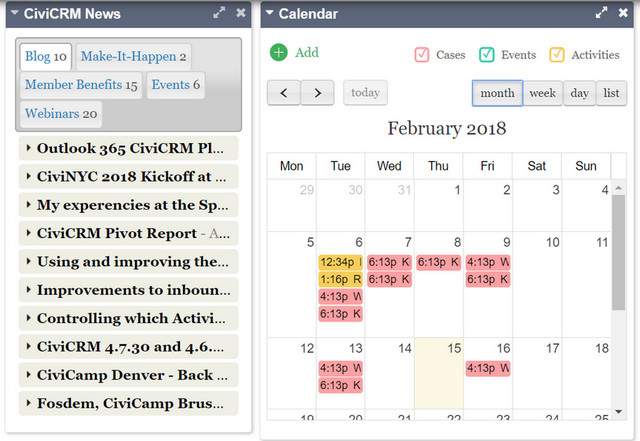 CiviCRM News
Blog 10 Make-It-Happen 2
Member Benefits 15 Events 6
Webinars 20
Outlook 365 CiviCRM Pl...
CiviNYC 2018 Kickoff at ...
My experencies at the Sp...
CiviCRM Pivot Report - A...
Using and improving the...
Improvements to inboun...
Controlling which Activi...
CiviCRM 4.7.30 and 4.6....
CiviCamp Denver - Back ...
Fosdem, CiviCamp Brus...
Calendar
Add Cases Events Activities
< > today month week day list
February 2018
Mon Tue Wed Thu Fri Sat Sun
29 30 31 1 2 3 4
5 6 7 8 9 10 11
12:34p 6:13p K 6:13p K 4:13p W
1:16p R 6:13p K 6:13p K
4:13p W
6:13p K
12 13 14 15 16 17 18
4:13p W 4:13p W
6:13p K
19 20 21 22 23 24 25